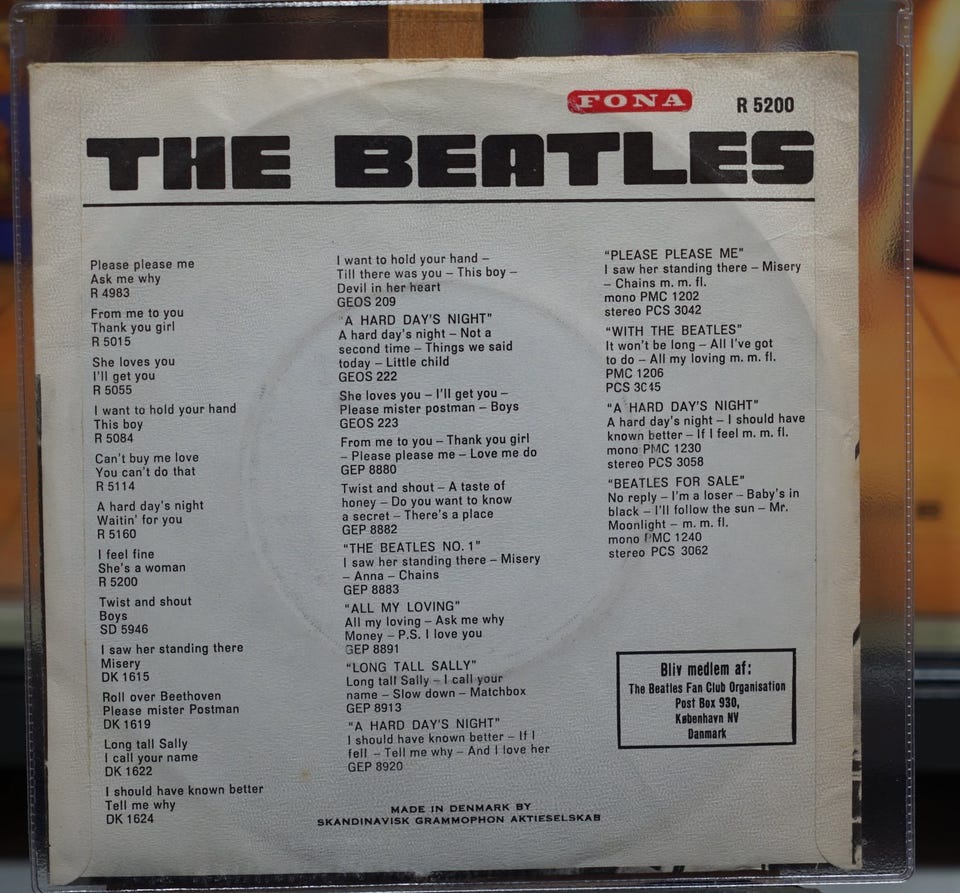 FONA
R 5200
THE BEATLES
Please please me
Ask me why
R 4983
From me to you
Thank you girl
R 5015
She loves you
I'll get you
R 5055
I want to hold your hand
This boy
R 5084
Can't buy me love
You can't do that
R 5114
A hard day's night
Waitin' for you
R 5160
I feel fine
She's a woman
R 5200
Twist and shout
Boys
SD 5946
I saw her standing there
Misery
DK 1615
Roll over Beethoven
Please mister Postman
DK 1619
Long tall Sally
I call your name
DK 1622
I should have known better
Tell me why
DK 1624
I want to hold your hand –
Till there was you – This boy –
Devil in her heart
GEOS 209
"A HARD DAY'S NIGHT"
A hard day's night – Not a
second time – Things we said
today – Little child
GEOS 222
She loves you – I'll get you –
Please mister postman – Boys
GEOS 223
From me to you – Thank you girl
– Please please me – Love me do
GEP 8880
Twist and shout – A taste of
honey – Do you want to know
a secret – There's a place
GEP 8882
"THE BEATLES NO. 1"
I saw her standing there – Misery
– Anna – Chains
GEP 8883
"ALL MY LOVING"
All my loving – Ask me why
Money – P.S. I love you
GEP 8891
"LONG TALL SALLY"
Long tall Sally – I call your
name – Slow down – Matchbox
GEP 8913
"A HARD DAY'S NIGHT"
I should have known better – If I
fell – Tell me why – And I love her
GEP 8920
"PLEASE PLEASE ME"
I saw her standing there – Misery
– Chains m. m. fl.
mono PMC 1202
stereo PCS 3042
"WITH THE BEATLES"
It won't be long – All I've got
to do – All my loving m. m. fl.
PMC 1206
PCS 3045
"A HARD DAY'S NIGHT"
A hard day's night – I should have
known better – If I feel m. m. fl.
mono PMC 1230
stereo PCS 3058
"BEATLES FOR SALE"
No reply – I'm a loser – Baby's in
black – I'll follow the sun – Mr.
Moonlight – m. m. fl.
mono PMC 1240
stereo PCS 3062
Bliv medlem af:
The Beatles Fan Club Organisation
Post Box 930,
København NV
Danmark
MADE IN DENMARK BY
SKANDINAVISK GRAMMOPHON AKTIESELSKAB